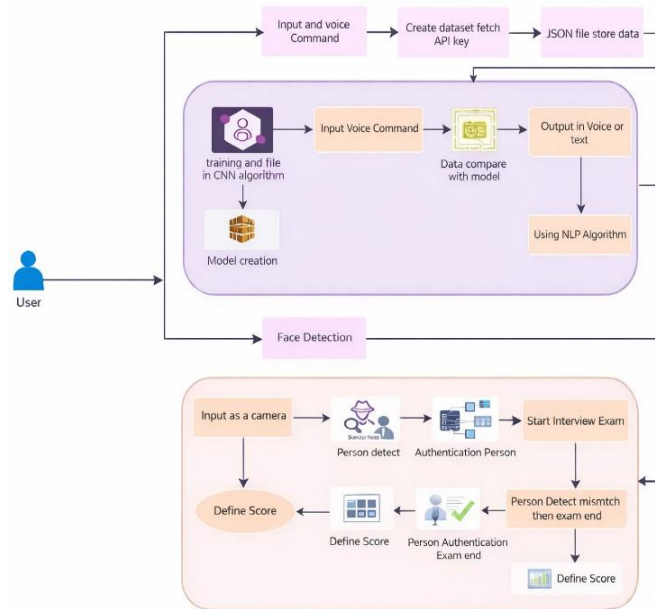 Input and voice
Command
Create dataset fetch
API key
JSON file store data
training and file
in CNN algorithm
Input Voice Command
Data compare
with model
Output in Voice or
text
Model creation
Using NLP Algorithm
User
Face Detection
Input as a camera
Person detect
Authentication Person
Start Interview Exam
Define Score
Define Score
Person Authentication
Exam end
Person Detect mismtch
then exam end
Define Score